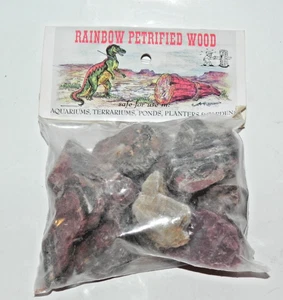 RAINBOW PETRIFIED WOOD
safe for use in:
AQUARIUMS, TERRARIUMS, PONDS, PLANTERS & GARDENS